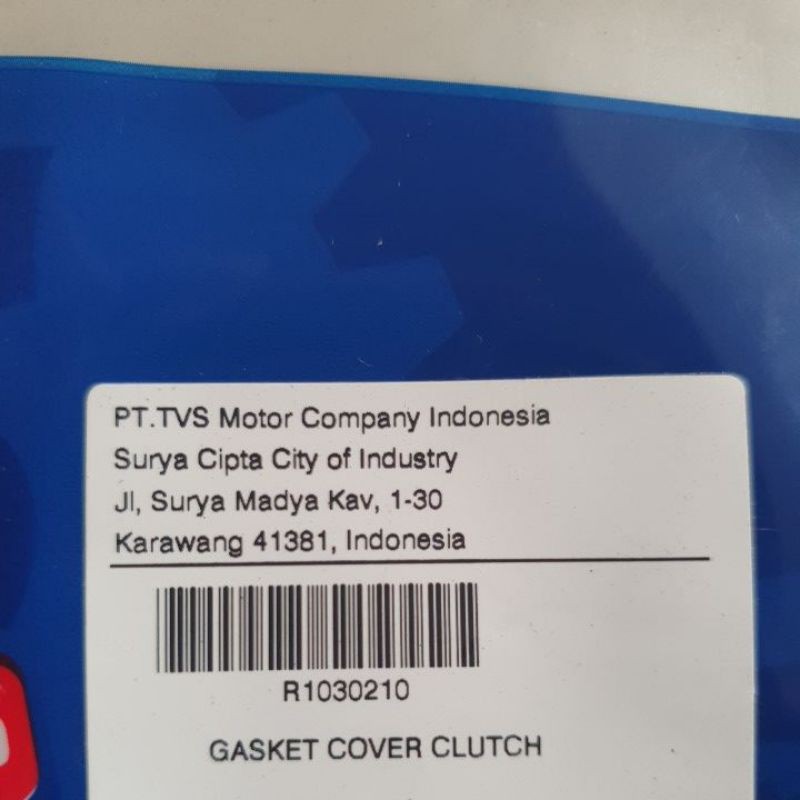 PT.TVS Motor Company Indonesia
Surya Cipta City of Industry
Jl, Surya Madya Kav, 1-30
Karawang 41381, Indonesia
R1030210
GASKET COVER CLUTCH